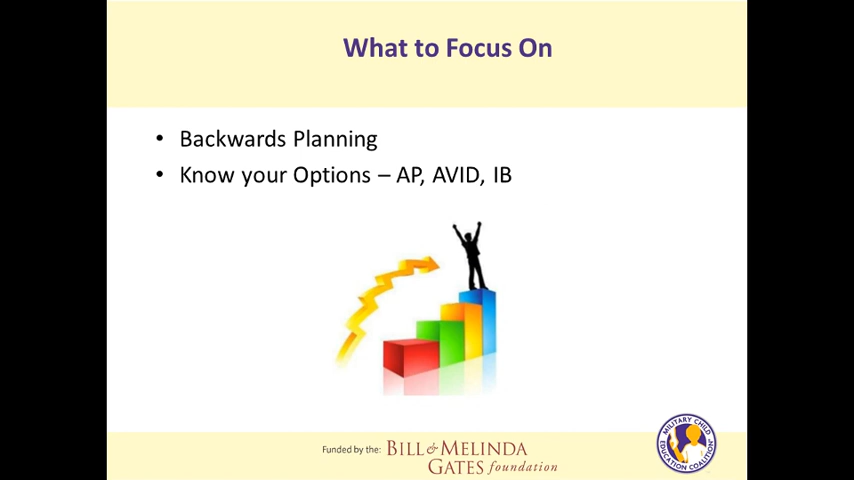 What to Focus On
• Backwards Planning
• Know your Options – AP, AVID, IB
Funded by the: BILL & MELINDA
GATES foundation
MILITARY CHILD
EDUCATION COALITION